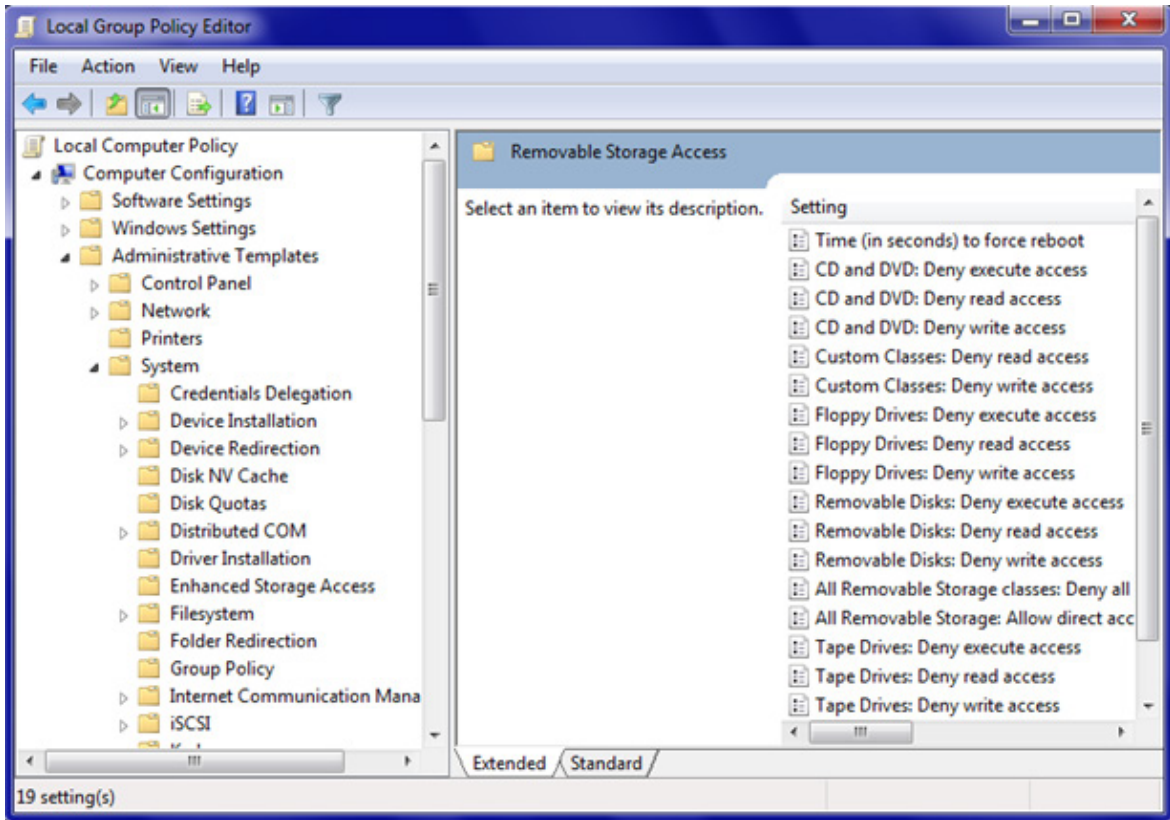 Local Group Policy Editor
File Action View Help
Local Computer Policy
Computer Configuration
Software Settings
Windows Settings
Administrative Templates
Control Panel
Network
Printers
System
Credentials Delegation
Device Installation
Device Redirection
Disk NV Cache
Disk Quotas
Distributed COM
Driver Installation
Enhanced Storage Access
Filesystem
Folder Redirection
Group Policy
Internet Communication Mana
iSCSI
Removable Storage Access
Select an item to view its description.
Setting
Time (in seconds) to force reboot
CD and DVD: Deny execute access
CD and DVD: Deny read access
CD and DVD: Deny write access
Custom Classes: Deny read access
Custom Classes: Deny write access
Floppy Drives: Deny execute access
Floppy Drives: Deny read access
Floppy Drives: Deny write access
Removable Disks: Deny execute access
Removable Disks: Deny read access
Removable Disks: Deny write access
All Removable Storage classes: Deny all
All Removable Storage: Allow direct acc
Tape Drives: Deny execute access
Tape Drives: Deny read access
Tape Drives: Deny write access
Extended Standard
19 setting(s)